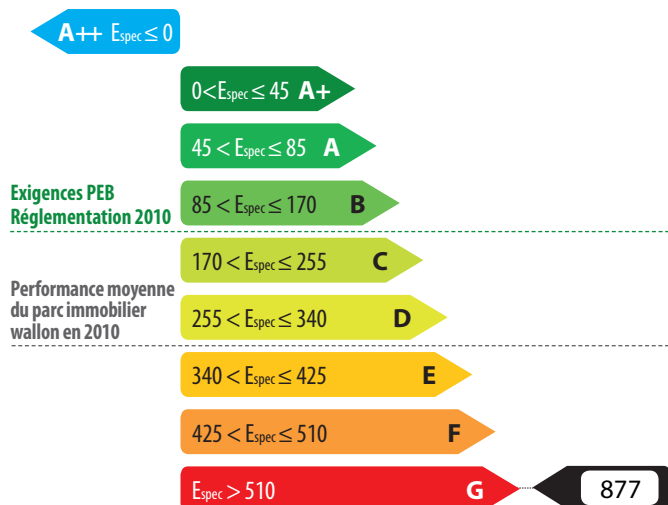 A++ Espec ≤ 0
0<Espec ≤ 45 A+
45 < Espec ≤ 85 A
Exigences PEB
Réglementation 2010
85 < Espec ≤ 170 B
170 < Espec ≤ 255 C
Performance moyenne
du parc immobilier
wallon en 2010
255 < Espec ≤ 340 D
340 < Espec ≤ 425 E
425 < Espec ≤ 510 F
Espec > 510 G 877